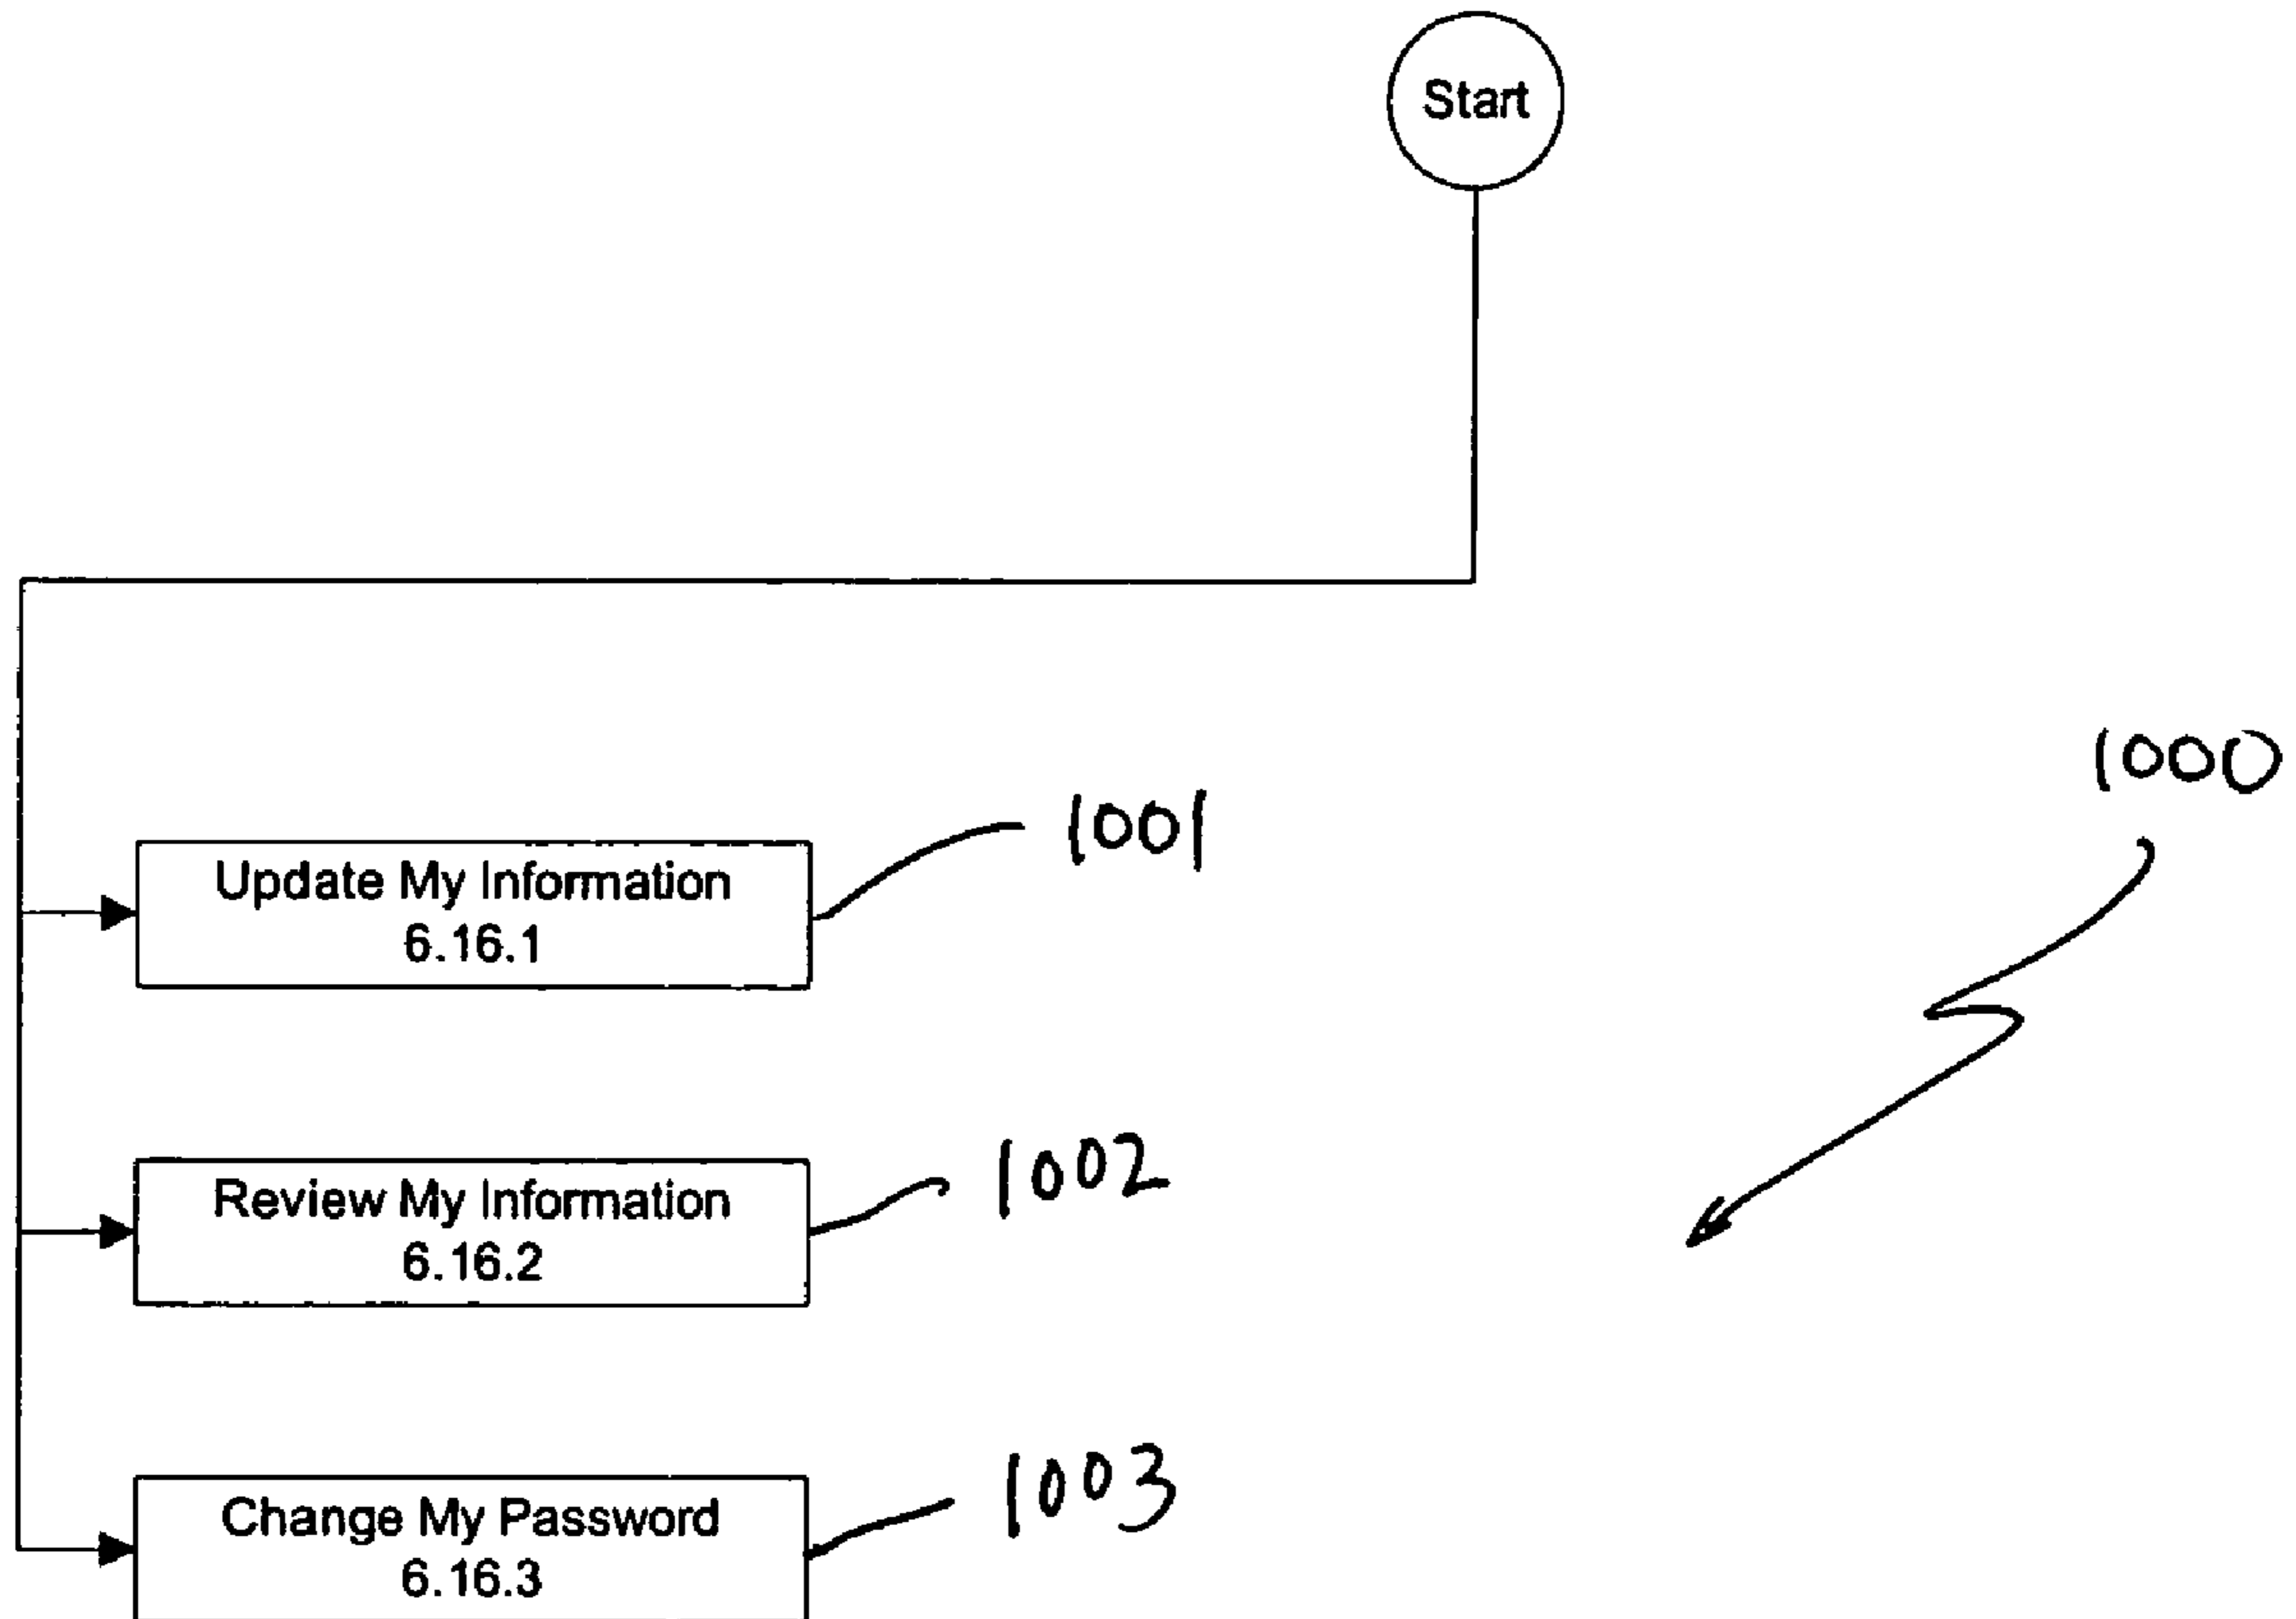 Start
1000
1001
Update My Information
6.16.1
1002
Review My Information
6.16.2
1003
Change My Password
6.16.3